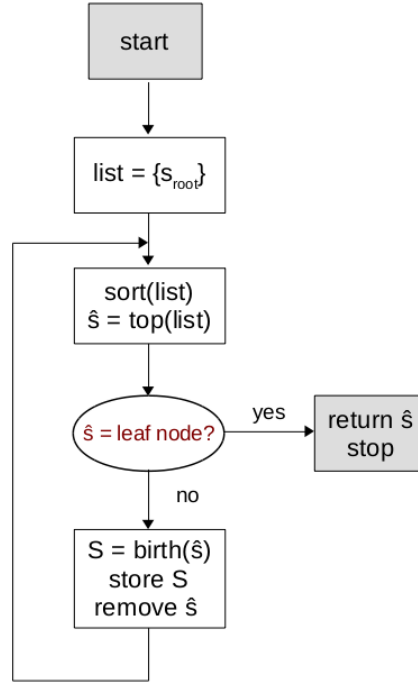 start
list = {s_root}
sort(list)
ŝ = top(list)
ŝ = leaf node?
yes
return ŝ
stop
no
S = birth(ŝ)
store S
remove ŝ